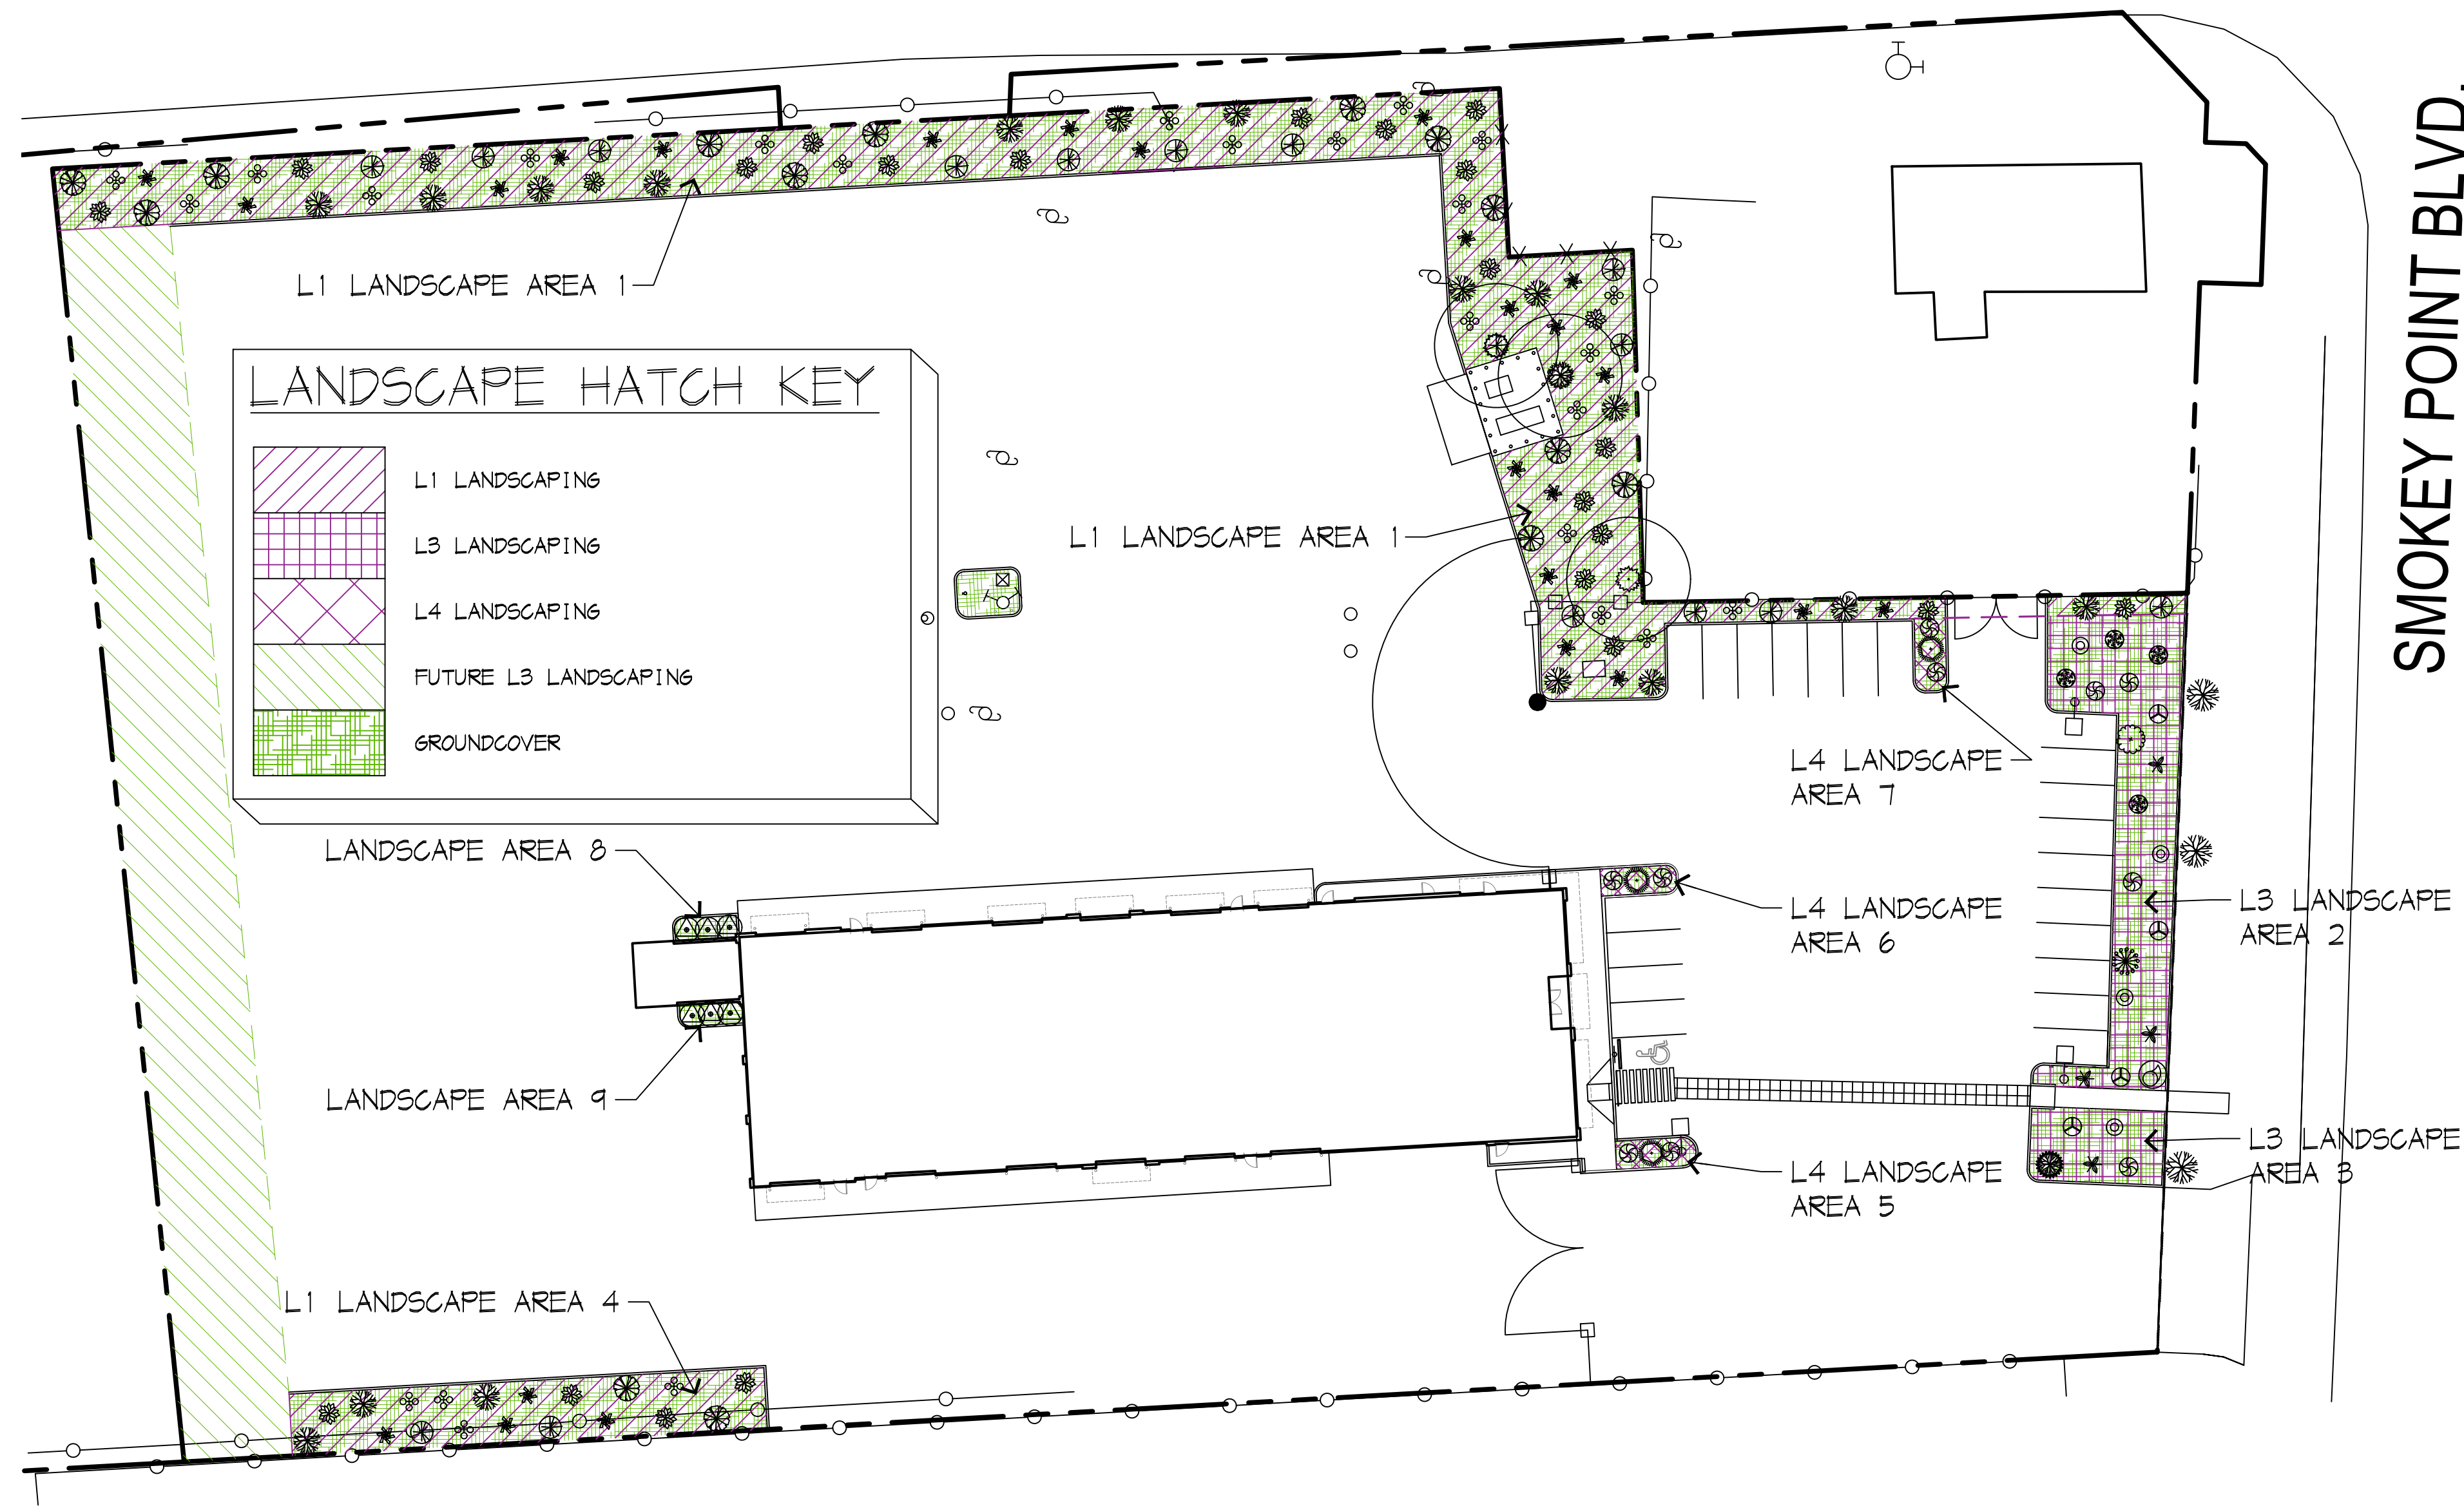 SMOKEY POINT BLVD.
L1 LANDSCAPE AREA 1
LANDSCAPE HATCH KEY
L1 LANDSCAPING
L3 LANDSCAPING
L4 LANDSCAPING
FUTURE L3 LANDSCAPING
GROUNDCOVER
L1 LANDSCAPE AREA 1
L4 LANDSCAPE
AREA 7
LANDSCAPE AREA 8
L4 LANDSCAPE
AREA 6
L3 LANDSCAPE
AREA 2
LANDSCAPE AREA 9
L3 LANDSCAPE
AREA 3
L4 LANDSCAPE
AREA 5
L1 LANDSCAPE AREA 4